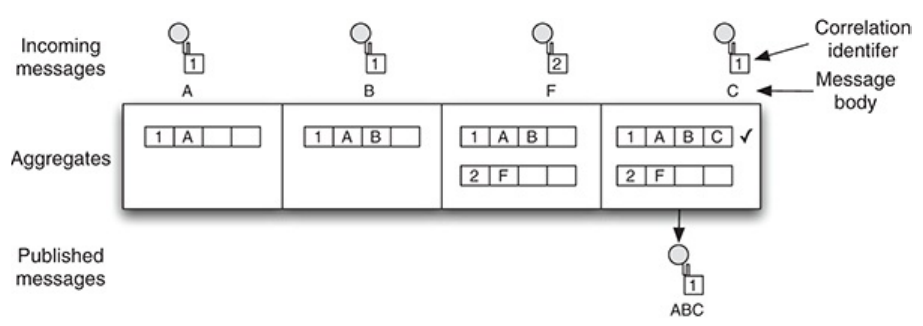 Incoming
messages
1
A
1
B
2
F
1
C
Correlation
identifer
Message
body
Aggregates
1 A
1 A B
1 A B
2 F
1 A B C ✓
2 F
Published
messages
1
ABC